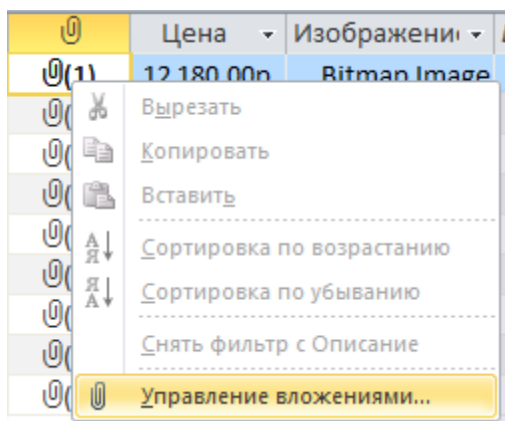 Цена Изображени
(1) 12 180,00р Bitmap Image
Вырезать
Копировать
Вставить
Сортировка по возрастанию
Сортировка по убыванию
Снять фильтр с Описание
Управление вложениями...